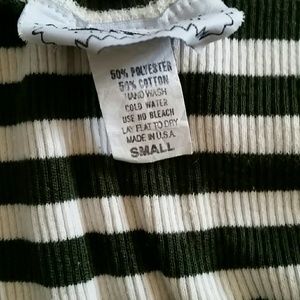 50% POLYESTER
50% COTTON
HAND WASH
COLD WATER
USE NO BLEACH
LAY FLAT TO DRY
MADE IN U.S.A.
SMALL